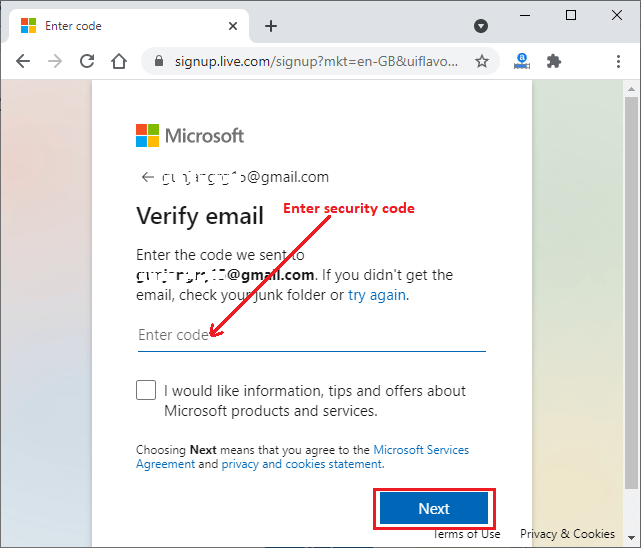 Enter code
signup.live.com/signup?mkt=en-GB&uiflavo...
Microsoft
@gmail.com
Verify email
Enter security code
Enter the code we sent to
@gmail.com. If you didn't get the
email, check your junk folder or try again.
Enter code
I would like information, tips and offers about
Microsoft products and services.
Choosing Next means that you agree to the Microsoft Services
Agreement and privacy and cookies statement.
Next
Terms of Use Privacy & Cookies